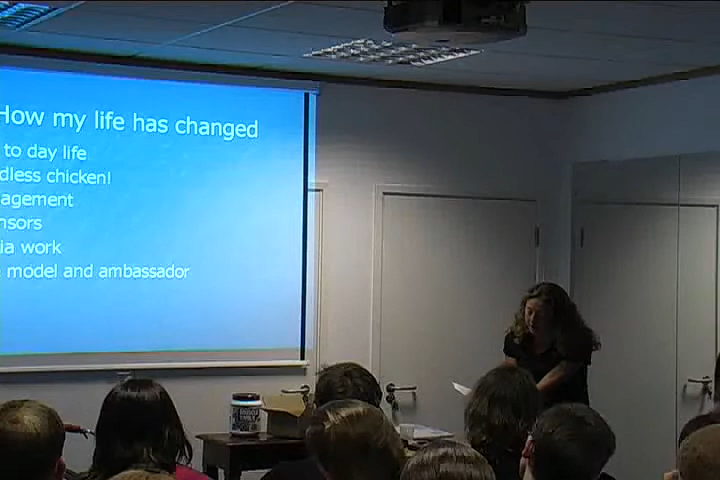 How my life has changed
to day life
dless chicken!
agement
nsors
ia work
model and ambassador